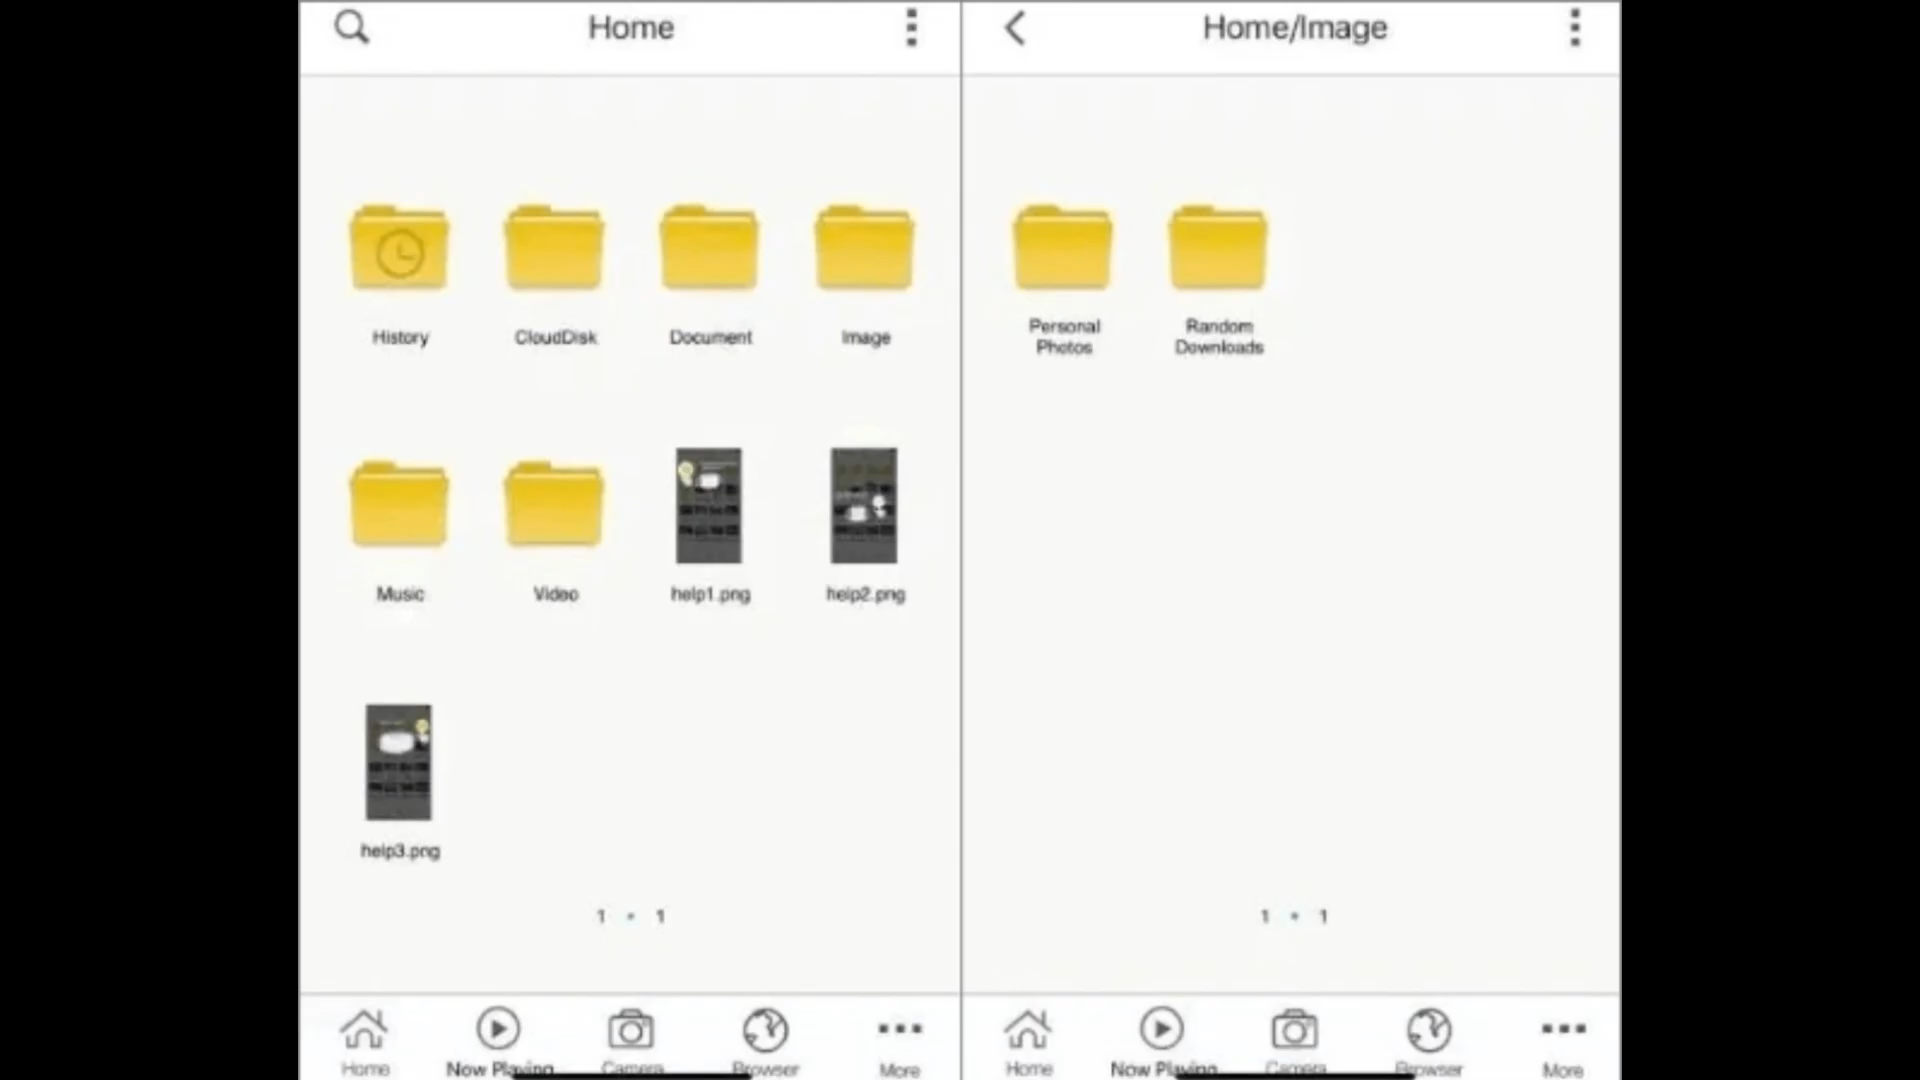 Home
History
CloudDisk
Document
Image
Music
Video
help1.png
help2.png
help3.png
1 • 1
Home
Now Playing
Camera
Browser
More
Home/Image
Personal
Photos
Random
Downloads
1 • 1
Home
Now Playing
Camera
Browser
More